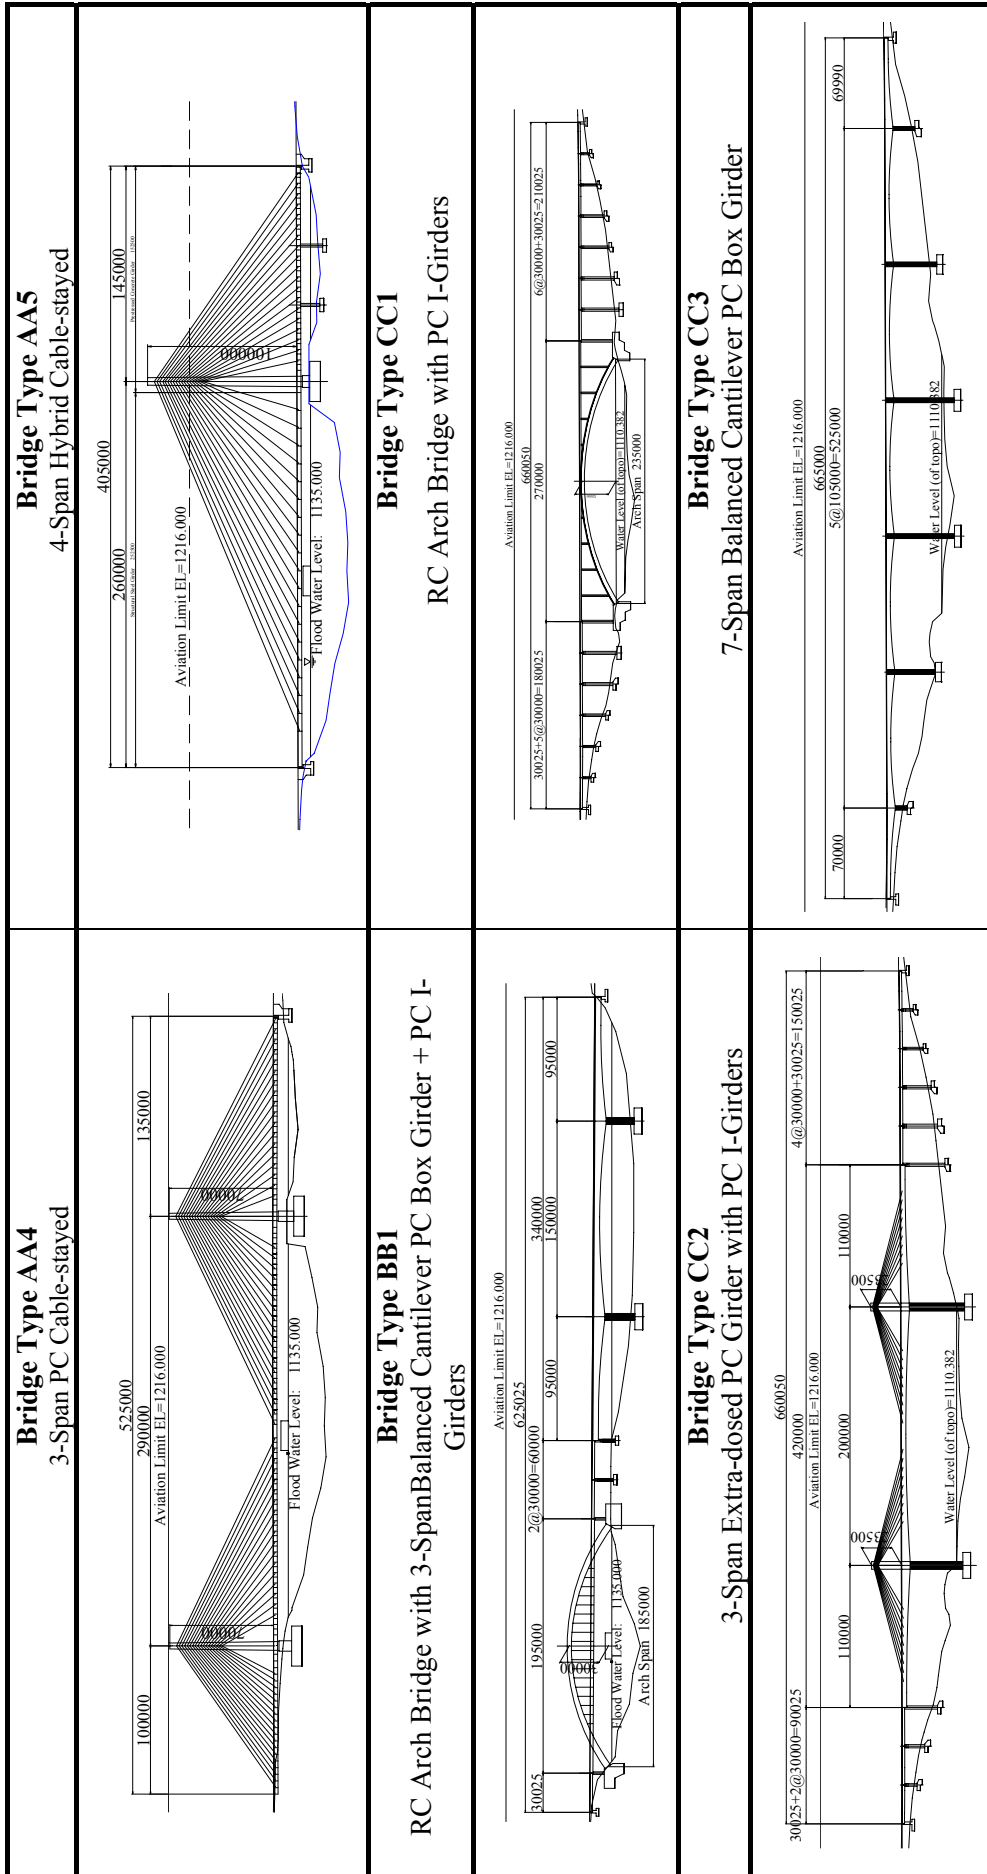 Bridge Type AA4
3-Span PC Cable-stayed
525000
100000
290000
135000
Aviation Limit EL=1216.000
70000
70000
Flood Water Level: 1135.000
Bridge Type AA5
4-Span Hybrid Cable-stayed
405000
260000
145000
Aviation Limit EL=1216.000
100000
Flood Water Level: 1135.000
Bridge Type BB1
RC Arch Bridge with 3-SpanBalanced Cantilever PC Box Girder + PC I-
Girders
Aviation Limit EL=1216.000
625025
340000
30025
195000
2@30000=60000
95000
150000
95000
30000
Flood Water Level: 1135.000
Arch Span 185000
Bridge Type CC1
RC Arch Bridge with PC I-Girders
Aviation Limit EL=1216.000
660050
30025+5@30000=180025
270000
6@30000+30025=210025
Water Level (of topo)=1110.382
Arch Span 235000
Bridge Type CC2
3-Span Extra-dosed PC Girder with PC I-Girders
660050
30025+2@30000=90025
420000
4@30000+30025=150025
Aviation Limit EL=1216.000
110000
200000
110000
23500
23500
Water Level (of topo)=1110.382
Bridge Type CC3
7-Span Balanced Cantilever PC Box Girder
Aviation Limit EL=1216.000
665000
70000
5@105000=525000
69990
Water Level (of topo)=1110.382